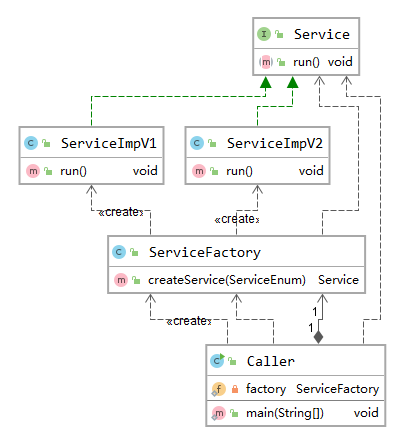 I Service
m run() void
C ServiceImpV1
m run() void
C ServiceImpV2
m run() void
«create»
«create»
C ServiceFactory
m createService(ServiceEnum) Service
«create»
1
1
C Caller
f factory ServiceFactory
m main(String[]) void